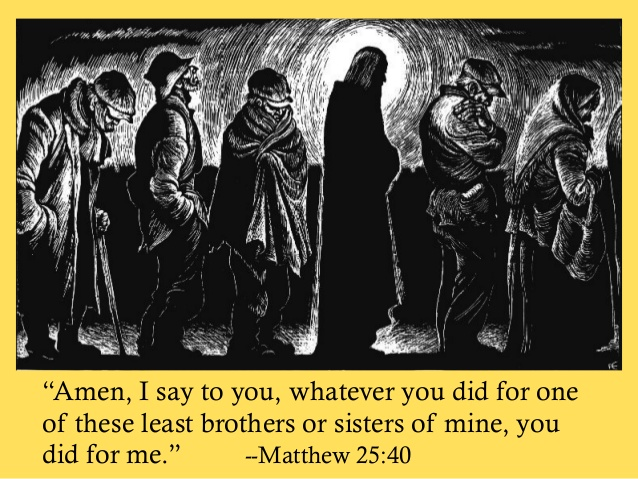 “Amen, I say to you, whatever you did for one
of these least brothers or sisters of mine, you
did for me.” --Matthew 25:40